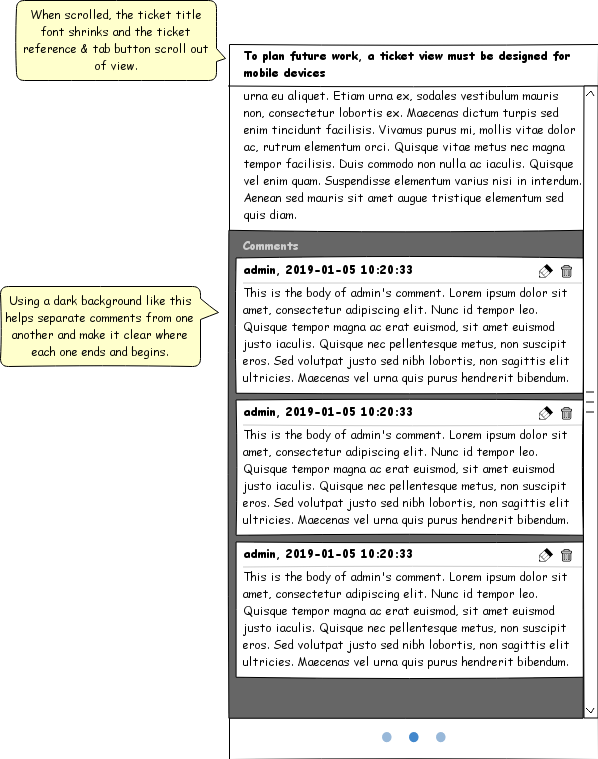 When scrolled, the ticket title
font shrinks and the ticket
reference & tab button scroll out
of view.
To plan future work, a ticket view must be designed for
mobile devices
urna eu aliquet. Etiam urna ex, sodales vestibulum mauris
non, consectetur lobortis ex. Maecenas dictum turpis sed
enim tincidunt facilisis. Vivamus purus mi, mollis vitae dolor
ac, rutrum elementum orci. Quisque vitae metus nec magna
tempor facilisis. Duis commodo non nulla ac iaculis. Quisque
vel enim quam. Suspendisse elementum varius nisi in interdum.
Aenean sed mauris sit amet augue tristique elementum sed
quis diam.
Comments
admin, 2019-01-05 10:20:33
This is the body of admin's comment. Lorem ipsum dolor sit
amet, consectetur adipiscing elit. Nunc id tempor leo.
Quisque tempor magna ac erat euismod, sit amet euismod
justo iaculis. Quisque nec pellentesque metus, non suscipit
eros. Sed volutpat justo sed nibh lobortis, non sagittis elit
ultricies. Maecenas vel urna quis purus hendrerit bibendum.
Using a dark background like this
helps separate comments from one
another and make it clear where
each one ends and begins.
admin, 2019-01-05 10:20:33
This is the body of admin's comment. Lorem ipsum dolor sit
amet, consectetur adipiscing elit. Nunc id tempor leo.
Quisque tempor magna ac erat euismod, sit amet euismod
justo iaculis. Quisque nec pellentesque metus, non suscipit
eros. Sed volutpat justo sed nibh lobortis, non sagittis elit
ultricies. Maecenas vel urna quis purus hendrerit bibendum.
admin, 2019-01-05 10:20:33
This is the body of admin's comment. Lorem ipsum dolor sit
amet, consectetur adipiscing elit. Nunc id tempor leo.
Quisque tempor magna ac erat euismod, sit amet euismod
justo iaculis. Quisque nec pellentesque metus, non suscipit
eros. Sed volutpat justo sed nibh lobortis, non sagittis elit
ultricies. Maecenas vel urna quis purus hendrerit bibendum.